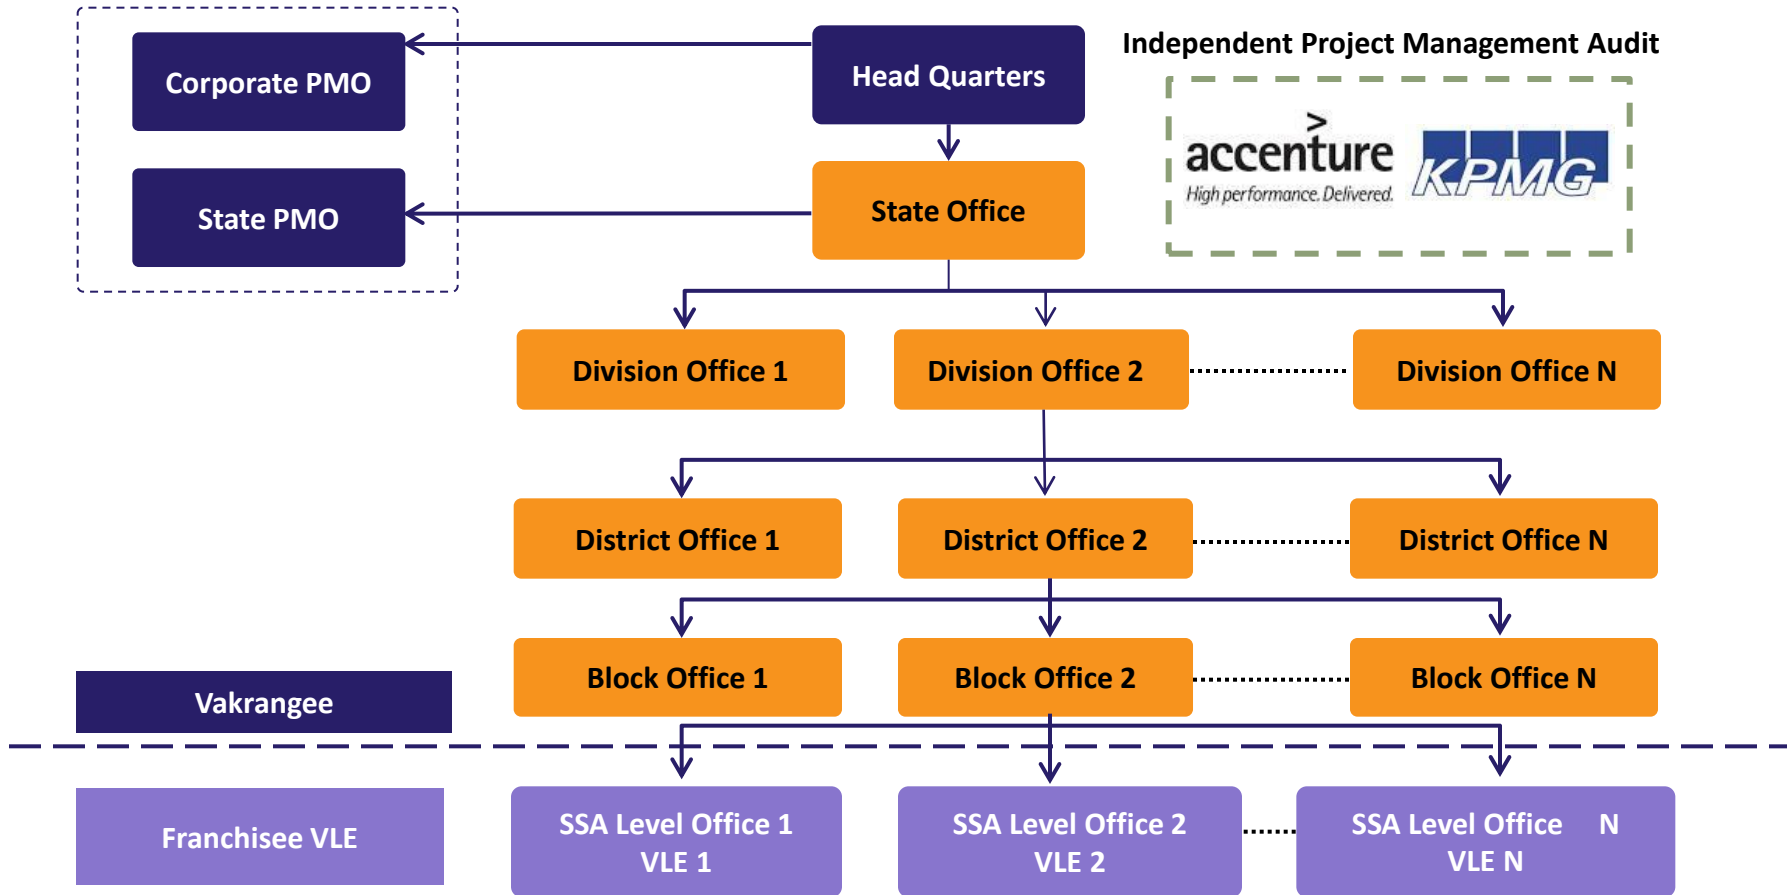 Corporate PMO
Head Quarters
Independent Project Management Audit
>
accenture
High performance. Delivered.
KPMG
State PMO
State Office
Division Office 1
Division Office 2
Division Office N
District Office 1
District Office 2
District Office N
Block Office 1
Block Office 2
Block Office N
Vakrangee
Franchisee VLE
SSA Level Office 1
VLE 1
SSA Level Office 2
VLE 2
SSA Level Office N
VLE N